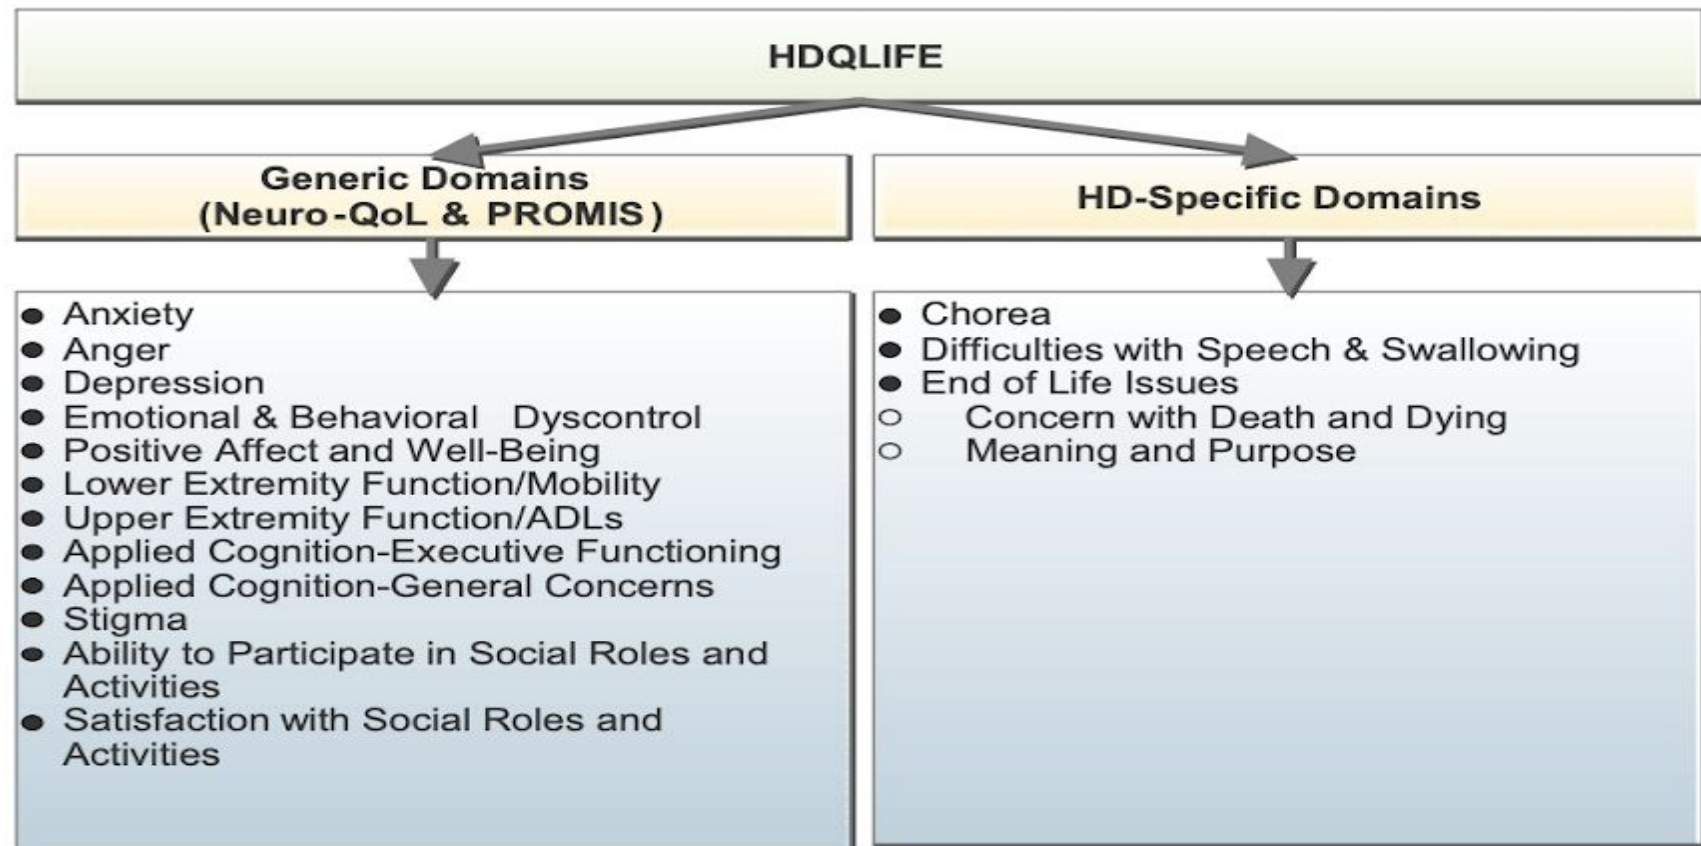 HDQLIFE
Generic Domains
(Neuro-QoL & PROMIS)
● Anxiety
● Anger
● Depression
● Emotional & Behavioral Dyscontrol
● Positive Affect and Well-Being
● Lower Extremity Function/Mobility
● Upper Extremity Function/ADLs
● Applied Cognition-Executive Functioning
● Applied Cognition-General Concerns
● Stigma
● Ability to Participate in Social Roles and
Activities
● Satisfaction with Social Roles and
Activities
HD-Specific Domains
● Chorea
● Difficulties with Speech & Swallowing
● End of Life Issues
○ Concern with Death and Dying
○ Meaning and Purpose